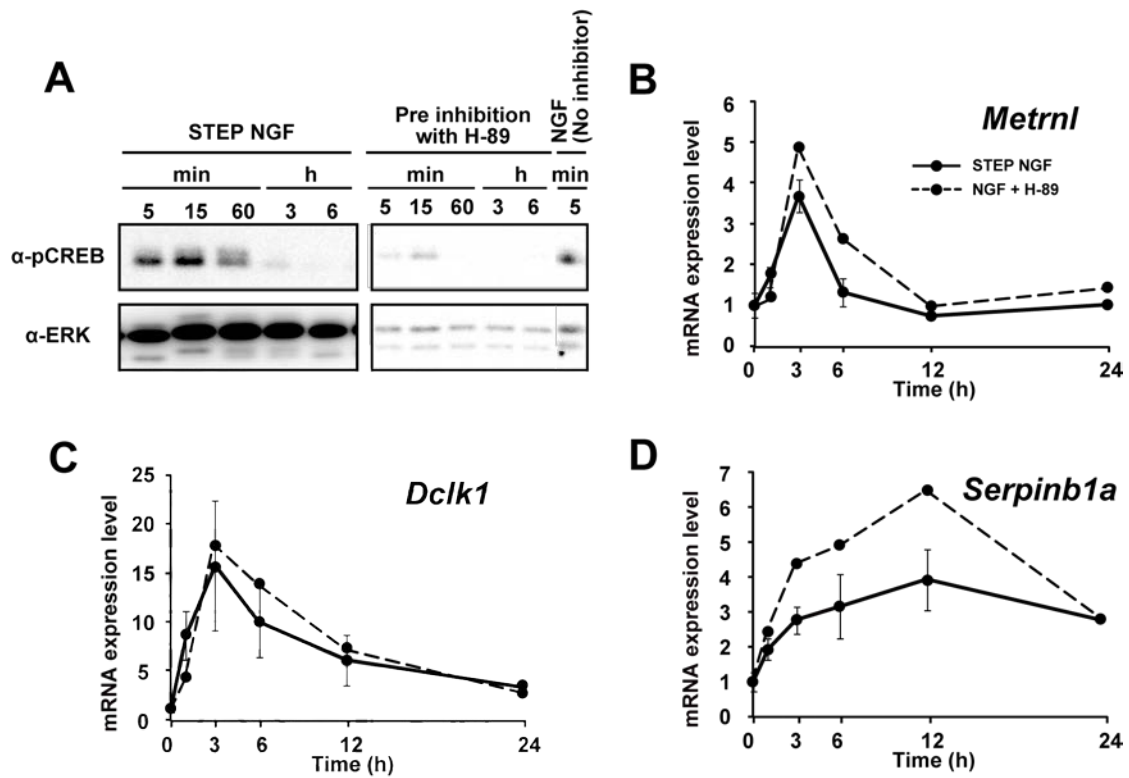 A
STEP NGF
Pre inhibition
with H-89
NGF
(No inhibitor)
min h min h min
5 15 60 3 6 5 15 60 3 6 5
α-pCREB
α-ERK
B
Metrnl
STEP NGF
NGF + H-89
mRNA expression level
6
5
4
3
2
1
0
0 3 6 12 24
Time (h)
C
Dclk1
mRNA expression level
25
20
15
10
5
0
0 3 6 12 24
Time (h)
D
Serpinb1a
mRNA expression level
7
6
5
4
3
2
1
0
0 3 6 12 24
Time (h)